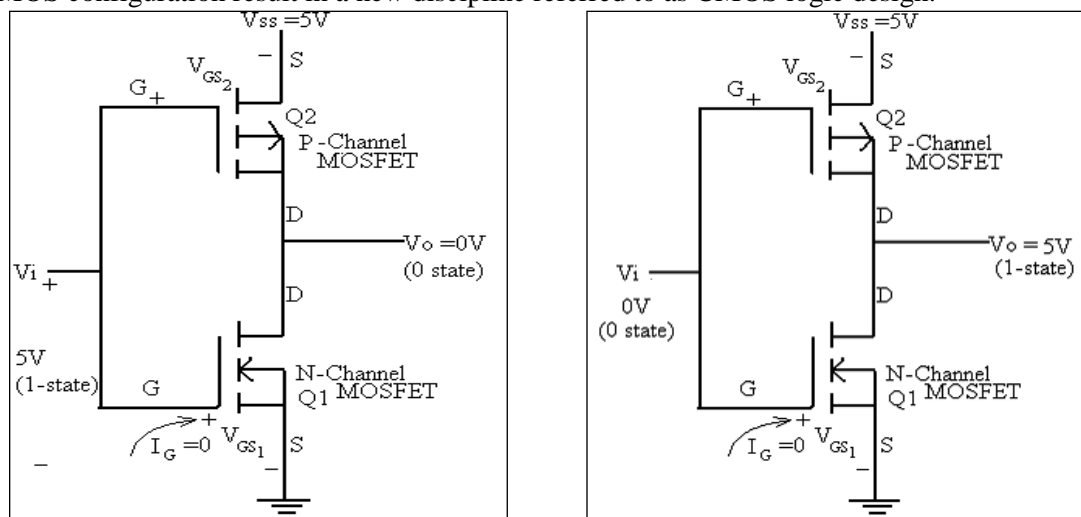 MOS configuration result in a new discipline referred to as CMOS logic design.
Vss =5V
S
VGS2
G
Q2
P-Channel
MOSFET
D
Vo =0V
(0 state)
Vi
D
5V
(1-state)
N-Channel
MOSFET
Q1
G
IG =0
VGS1
S
Vss=5V
S
VGS2
G
Q2
P-Channel
MOSFET
D
Vo = 5V
(1-state)
Vi
0V
(0 state)
D
N-Channel
MOSFET
Q1
G
IG =0
VGS1
S